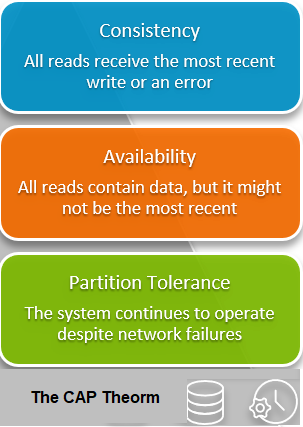 Consistency
All reads receive the most recent
write or an error
Availability
All reads contain data, but it might
not be the most recent
Partition Tolerance
The system continues to operate
despite network failures
The CAP Theorm